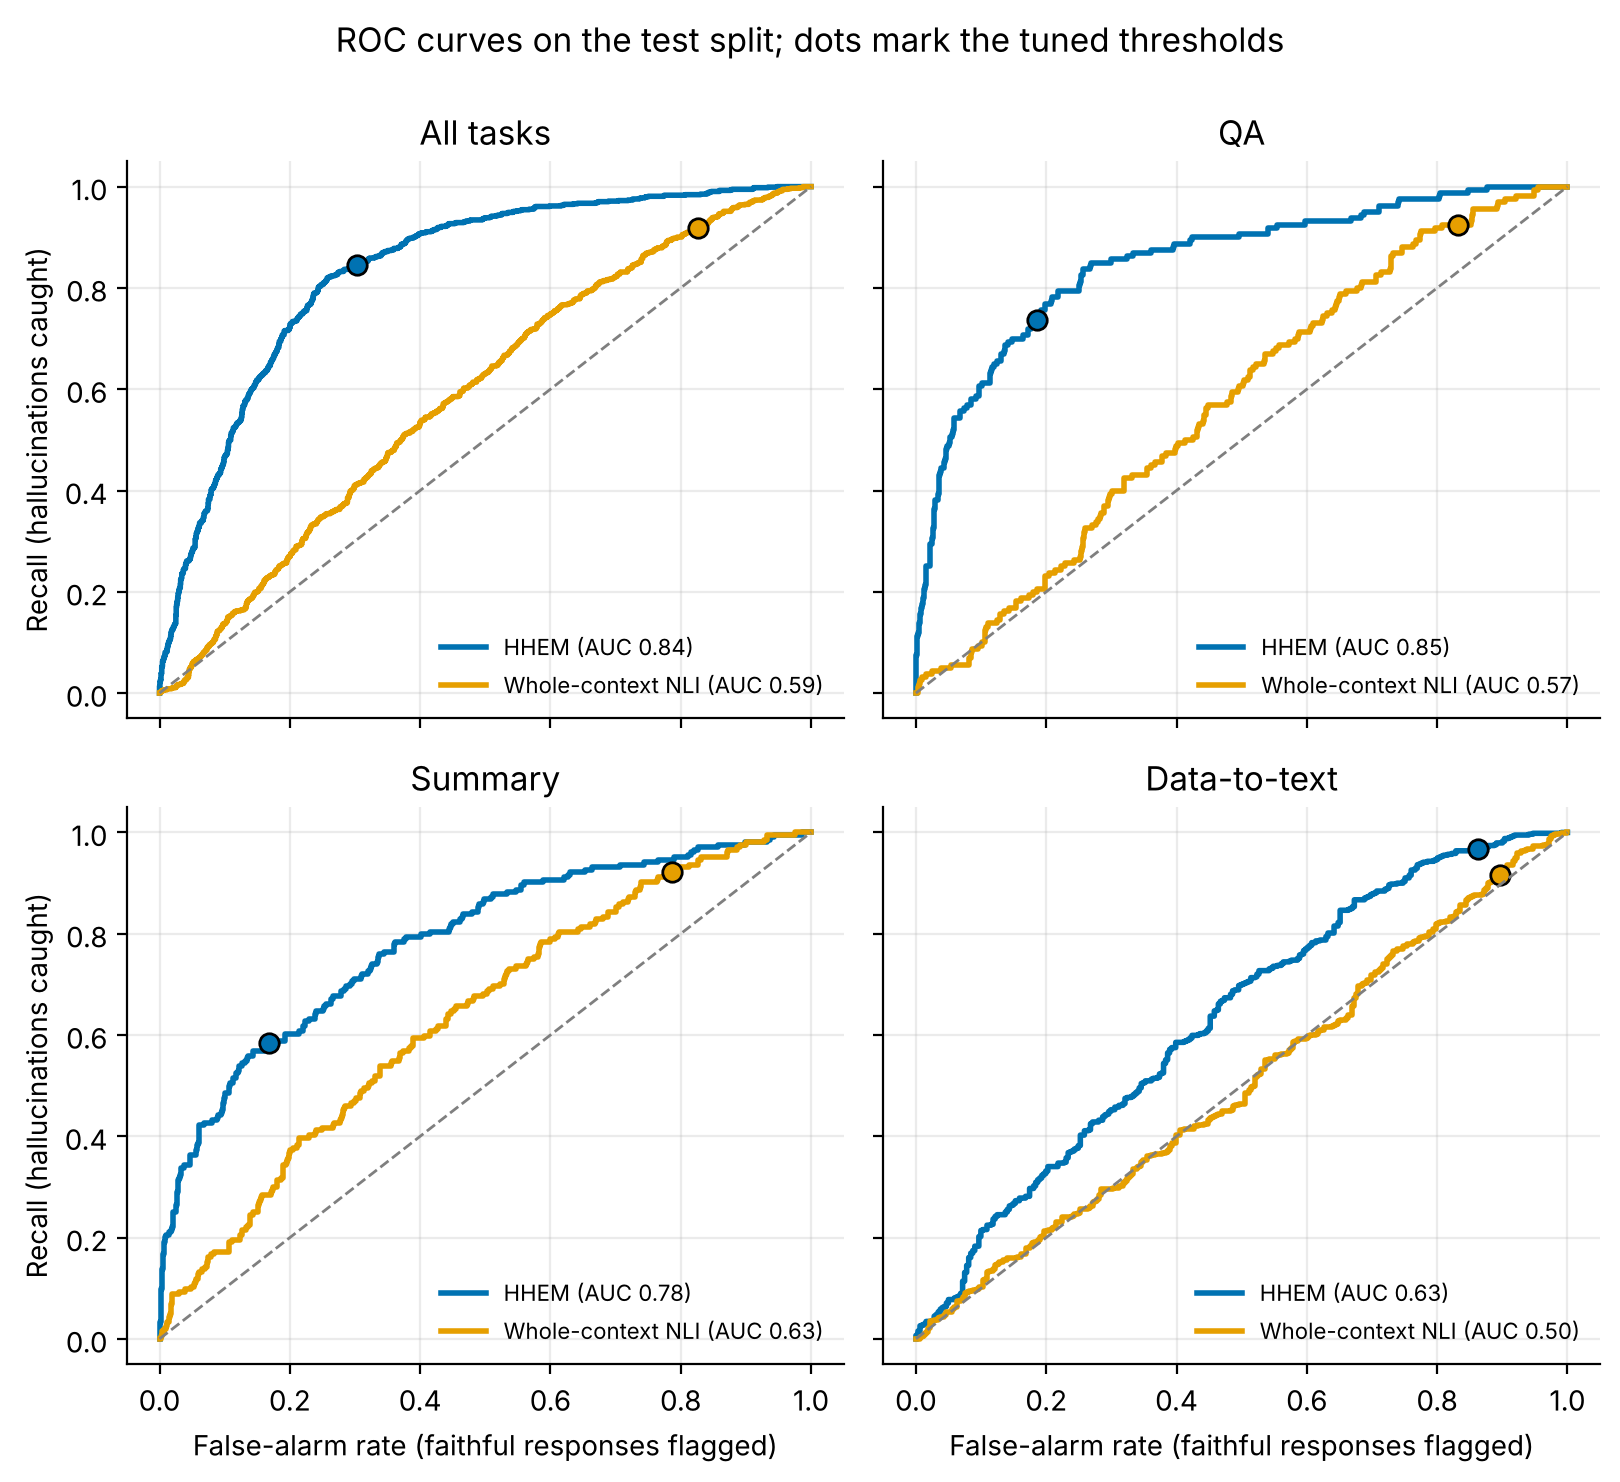 ROC curves on the test split; dots mark the tuned thresholds
All tasks
Recall (hallucinations caught)
1.0
0.8
0.6
0.4
0.2
0.0
HHEM (AUC 0.84)
Whole-context NLI (AUC 0.59)
QA
HHEM (AUC 0.85)
Whole-context NLI (AUC 0.57)
Summary
Recall (hallucinations caught)
1.0
0.8
0.6
0.4
0.2
0.0
HHEM (AUC 0.78)
Whole-context NLI (AUC 0.63)
0.0 0.2 0.4 0.6 0.8 1.0
False-alarm rate (faithful responses flagged)
Data-to-text
HHEM (AUC 0.63)
Whole-context NLI (AUC 0.50)
0.0 0.2 0.4 0.6 0.8 1.0
False-alarm rate (faithful responses flagged)